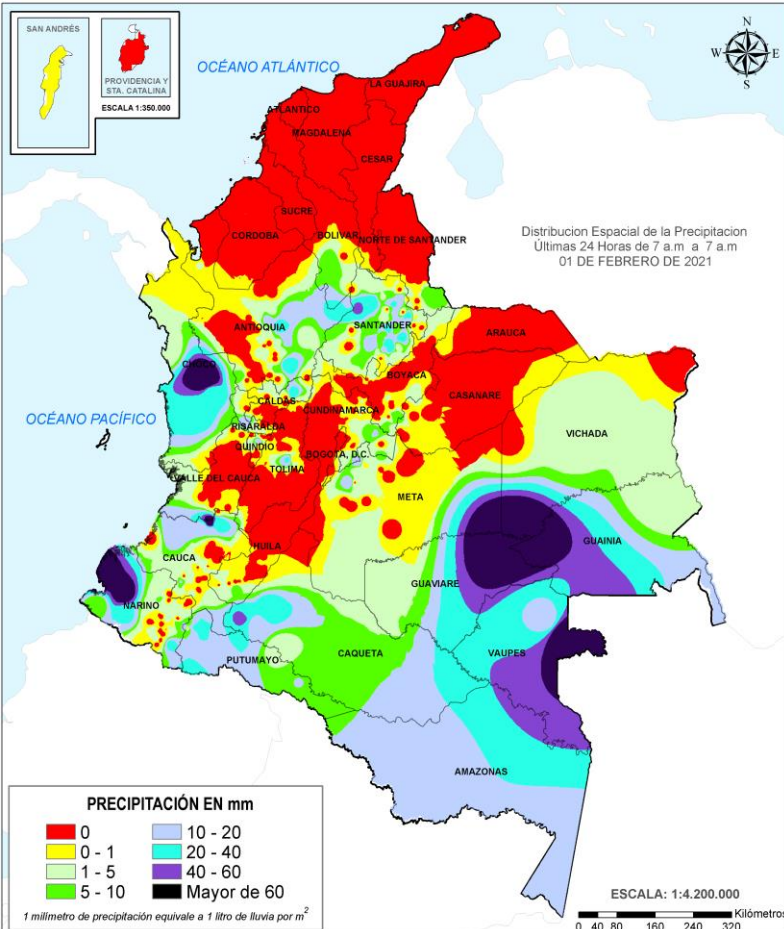 SAN ANDRÉS
PROVIDENCIA Y
STA. CATALINA
ESCALA 1:350.000
OCÉANO ATLÁNTICO
N
W E
S
LA GUAJIRA
ATLANTICO
MAGDALENA
CESAR
SUCRE
CORDOBA
BOLIVAR
NORTE DE SANTANDER
Distribucion Espacial de la Precipitacion
Últimas 24 Horas de 7 a.m a 7 a.m
01 DE FEBRERO DE 2021
ANTIOQUIA
SANTANDER
ARAUCA
CHOCO
BOYACA
CASANARE
CALDAS
CUNDINAMARCA
OCÉANO PACÍFICO
RISARALDA
VICHADA
QUINDIO
BOGOTA, D.C.
TOLIMA
VALLE DEL CAUCA
META
GUAINIA
HUILA
CAUCA
GUAVIARE
NARINO
CAQUETA
VAUPES
PUTUMAYO
AMAZONAS
PRECIPITACIÓN EN mm
0 10 - 20
0 - 1 20 - 40
1 - 5 40 - 60
5 - 10 Mayor de 60
1 milímetro de precipitación equivale a 1 litro de lluvia por m²
ESCALA: 1:4.200.000
Kilómetros
0 40 80 160 240 320